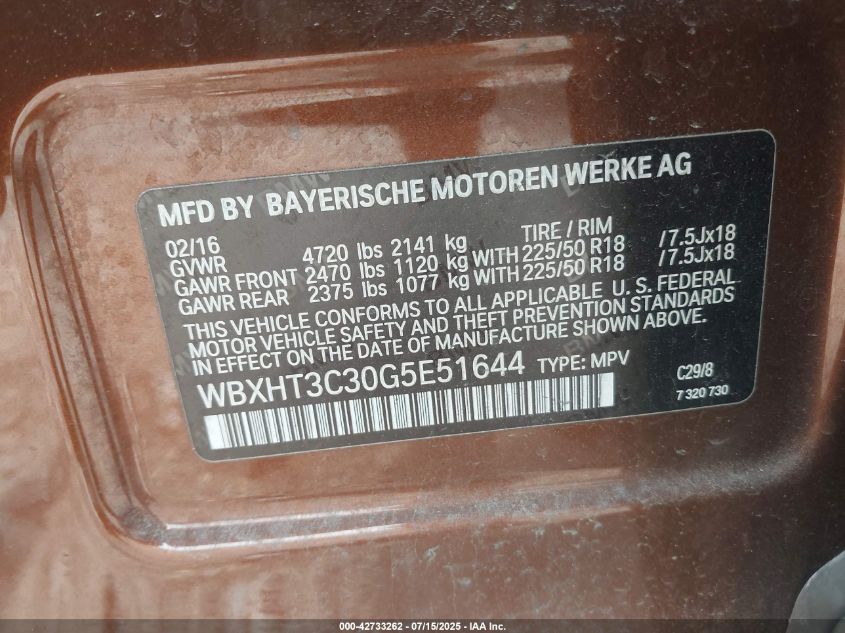 MFD BY BAYERISCHE MOTOREN WERKE AG
02/16 TIRE / RIM
GVWR 4720 lbs 2141 kg
GAWR FRONT 2470 lbs 1120 kg WITH 225/50 R18 /7.5Jx18
GAWR REAR 2375 lbs 1077 kg WITH 225/50 R18 /7.5Jx18
THIS VEHICLE CONFORMS TO ALL APPLICABLE U. S. FEDERAL
MOTOR VEHICLE SAFETY AND THEFT PREVENTION STANDARDS
IN EFFECT ON THE DATE OF MANUFACTURE SHOWN ABOVE.
WBXHT3C30G5E51644 TYPE: MPV C29/8
7 320 730
000-42733262 - 07/15/2025 - IAA Inc.